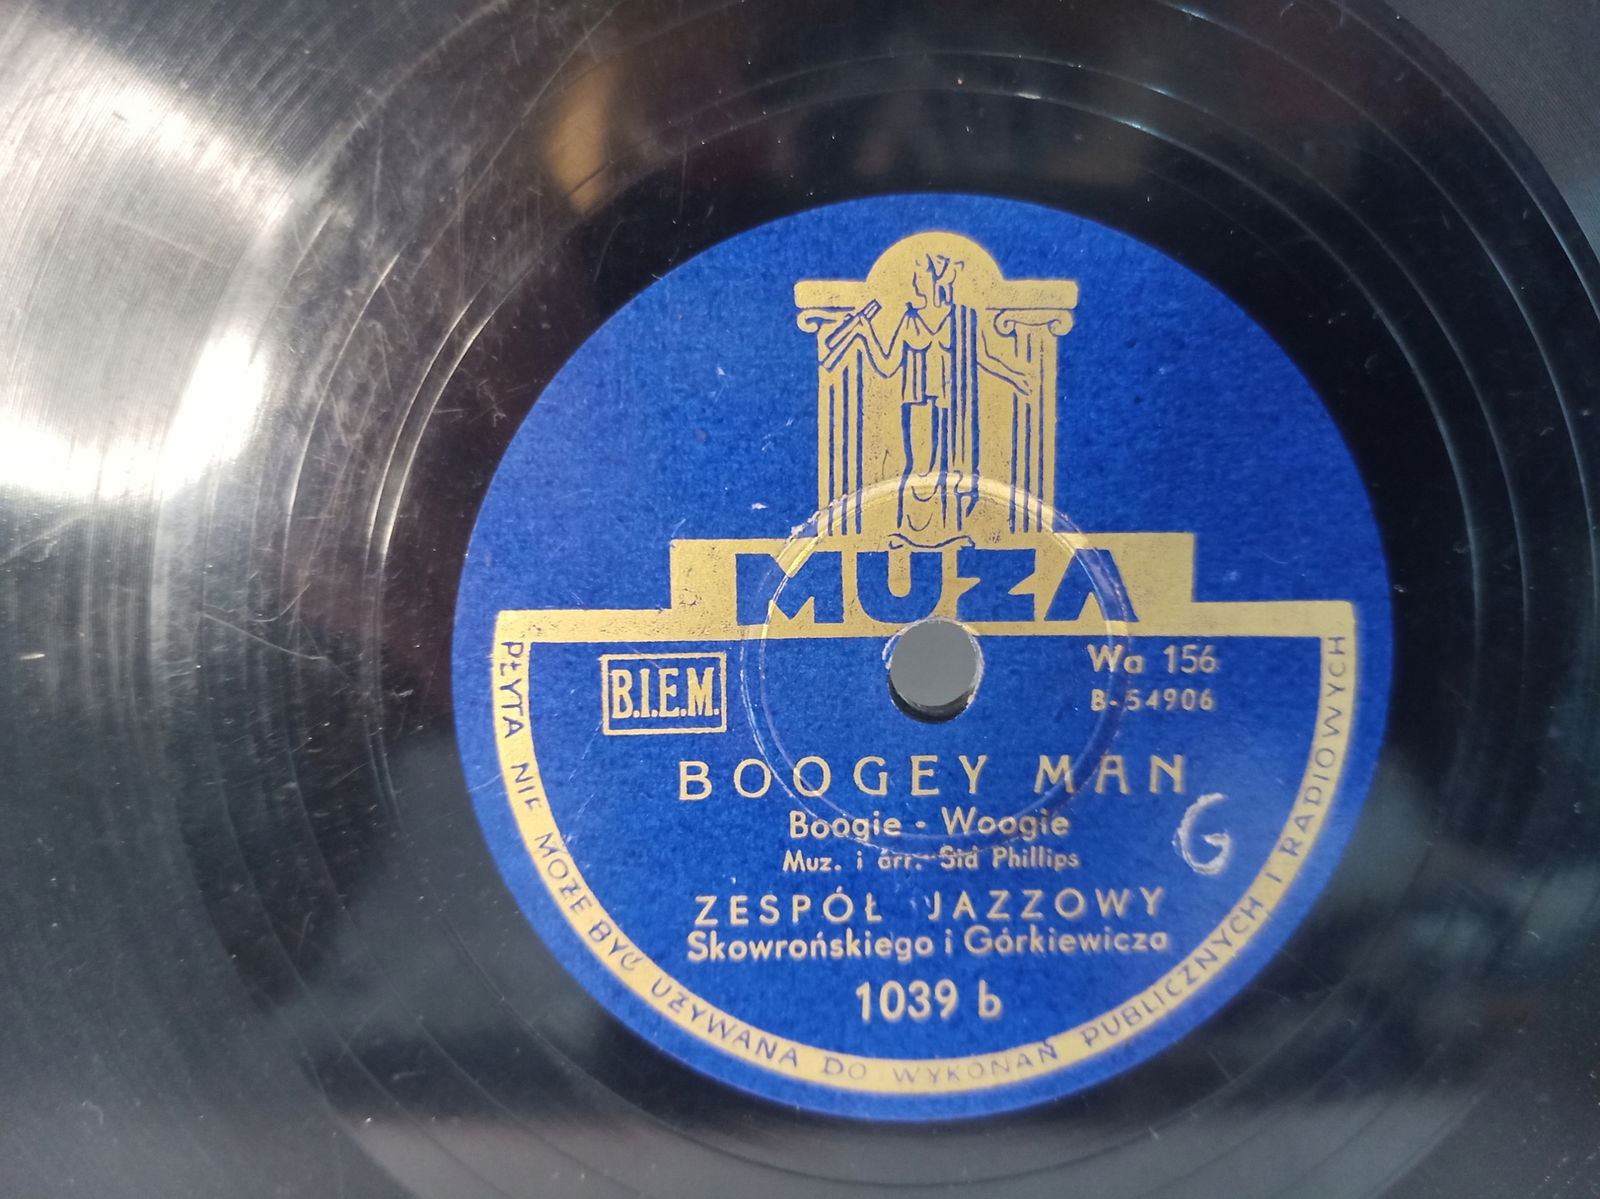 MUZA
B.I.E.M.
Wa 156
B-54906
BOOGEY MAN
Boogie - Woogie
Muz. i arr. Sid Phillips
G
ZESPÓŁ JAZZOWY
Skowrońskiego i Górkiewicza
1039 b
PŁYTA NIE MOŻE BYĆ UŻYWANA DO WYKONAŃ PUBLICZNYCH I RADIOWYCH